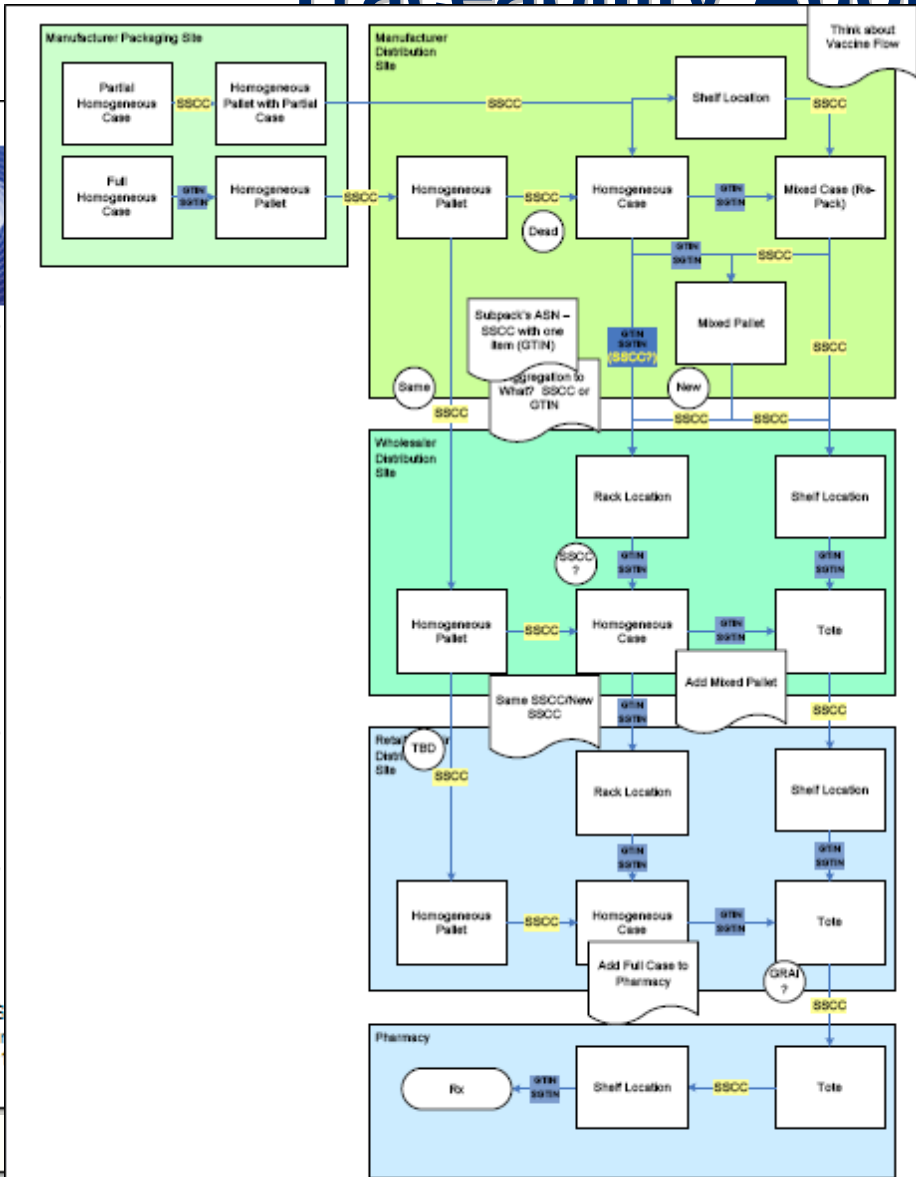 Traceability
Think about
Vaccine Flow
Manufacturer Packaging Site
Partial
Homogeneous
Case
SSCC
Homogeneous
Pallet with Partial
Case
Full
Homogeneous
Case
GTIN
SGTIN
Homogeneous
Pallet
SSCC
SSCC
Manufacturer
Distribution
Site
Shelf Location
SSCC
Homogeneous
Pallet
SSCC
Dead
Homogeneous
Case
GTIN
SGTIN
Mixed Case (Re-
Pack)
GTIN
SGTIN
SSCC
Mixed Pallet
Subpack's ASN –
SSCC with one
Item (GTIN)
GTIN
SGTIN
(SSCC?)
SSCC
Same
ggregation to
What? SSCC or
GTIN
New
SSCC
SSCC
SSCC
Wholesaler
Distribution
Site
Rack Location
Shelf Location
SSCC
?
GTIN
SGTIN
GTIN
SGTIN
Homogeneous
Pallet
SSCC
Homogeneous
Case
GTIN
SGTIN
Tote
Same SSCC/New
SSCC
Add Mixed Pallet
GTIN
SGTIN
SSCC
Retail
Distri
Site
TBD
SSCC
Rack Location
Shelf Location
GTIN
SGTIN
GTIN
SGTIN
Homogeneous
Pallet
SSCC
Homogeneous
Case
GTIN
SGTIN
Tote
Add Full Case to
Pharmacy
GRAI
?
SSCC
Pharmacy
Rx
GTIN
SGTIN
Shelf Location
SSCC
Tote